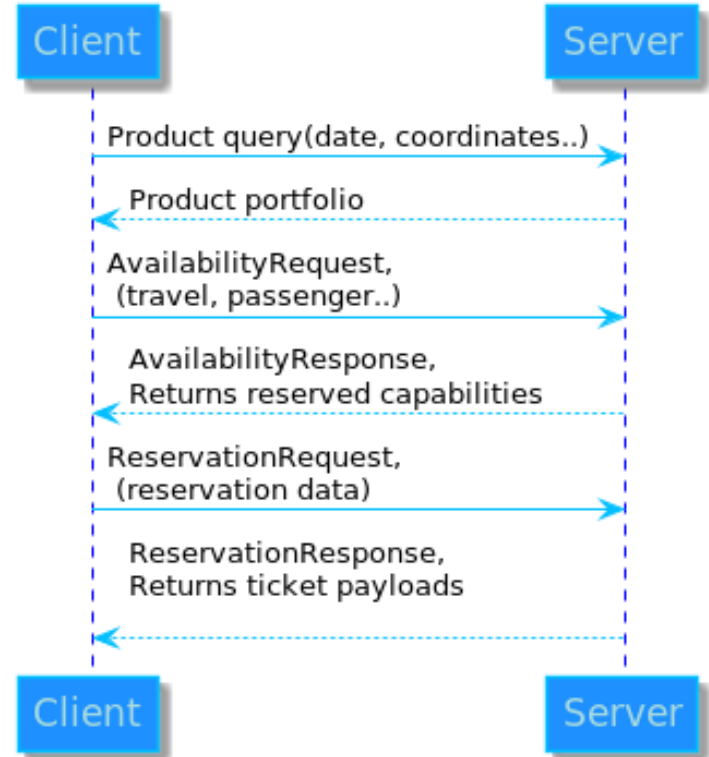 Client
Server
Product query(date, coordinates..)
Product portfolio
AvailabilityRequest,
(travel, passenger..)
AvailabilityResponse,
Returns reserved capabilities
ReservationRequest,
(reservation data)
ReservationResponse,
Returns ticket payloads
Client
Server